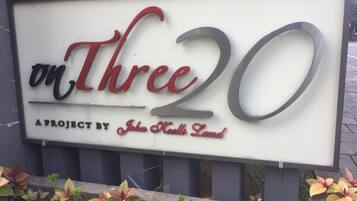 onThree20
A PROJECT BY John Keells Land